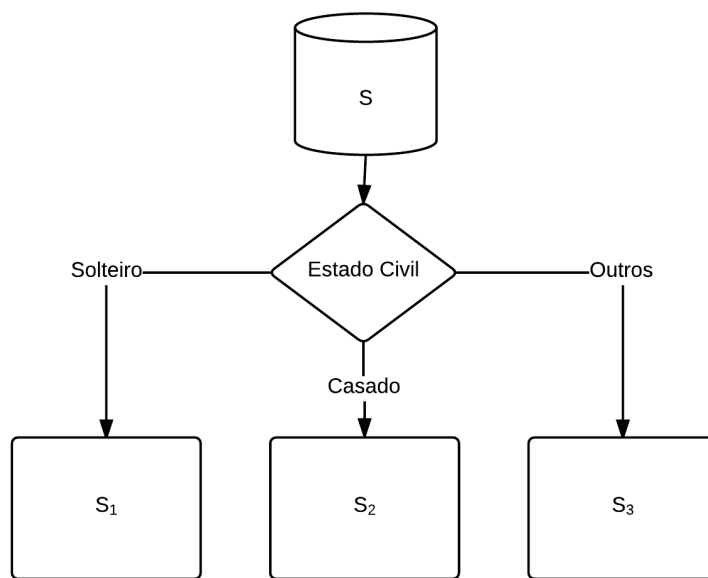 S
Estado Civil
Solteiro
Outros
Casado
S₁
S₂
S₃